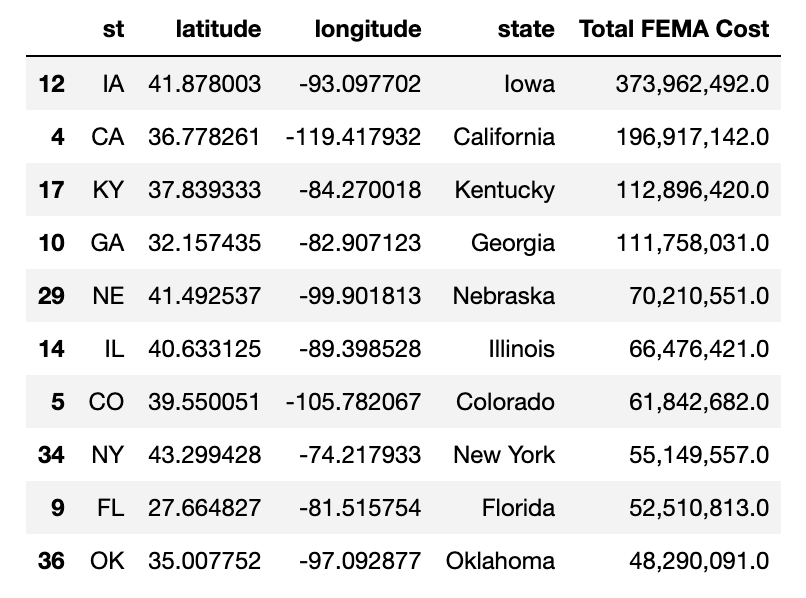 st latitude longitude state Total FEMA Cost
12 IA 41.878003 -93.097702 Iowa 373,962,492.0
4 CA 36.778261 -119.417932 California 196,917,142.0
17 KY 37.839333 -84.270018 Kentucky 112,896,420.0
10 GA 32.157435 -82.907123 Georgia 111,758,031.0
29 NE 41.492537 -99.901813 Nebraska 70,210,551.0
14 IL 40.633125 -89.398528 Illinois 66,476,421.0
5 CO 39.550051 -105.782067 Colorado 61,842,682.0
34 NY 43.299428 -74.217933 New York 55,149,557.0
9 FL 27.664827 -81.515754 Florida 52,510,813.0
36 OK 35.007752 -97.092877 Oklahoma 48,290,091.0